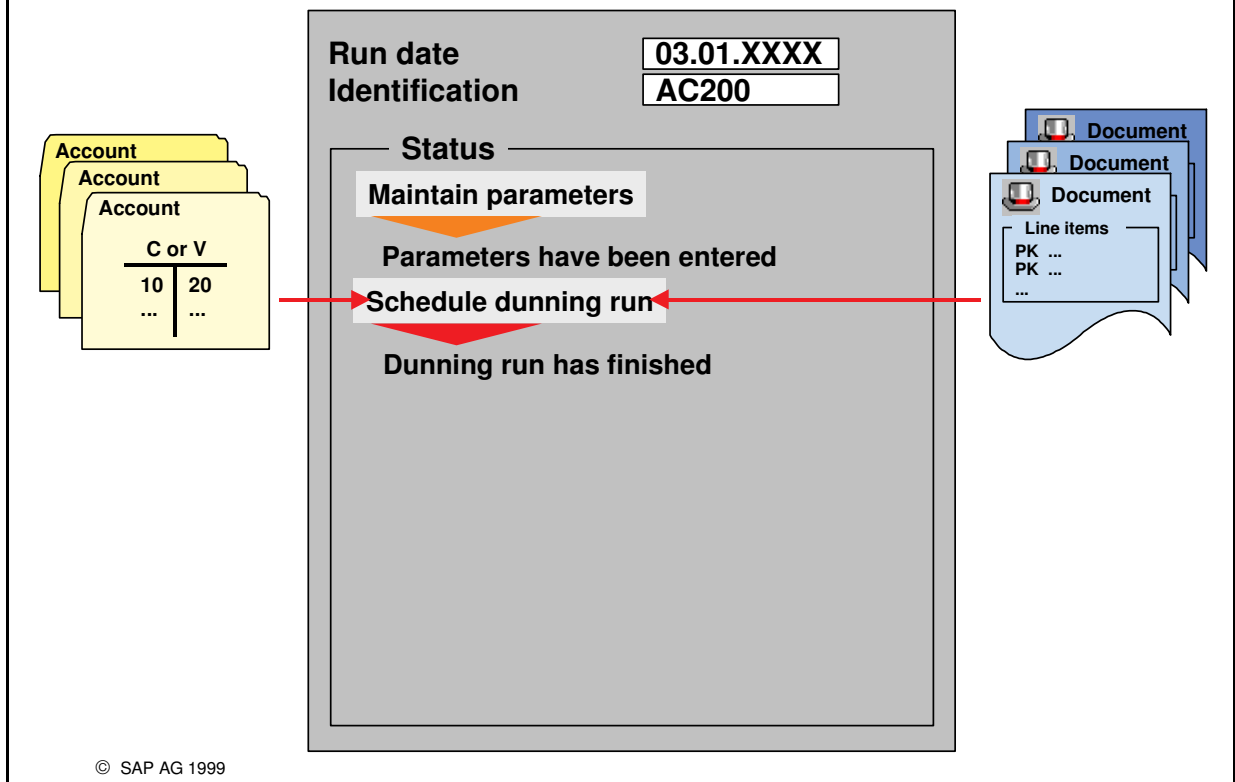 Run date 03.01.XXXX
Identification AC200
Status
Maintain parameters
Parameters have been entered
Schedule dunning run
Dunning run has finished
Account
Account
Account
C or V
10 20
... ...
Document
Document
Document
Line items
PK ...
PK ...
...
© SAP AG 1999